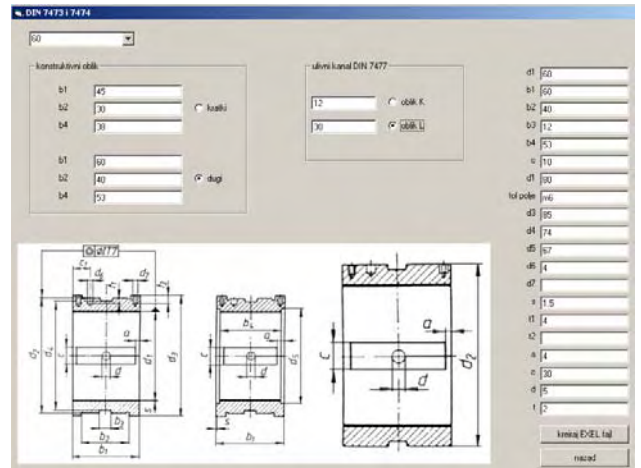 DIN 7473 i 7474
60
konstruktivni oblik
b1 45
b2 30
b4 38
kratki
b1 60
b2 40
b4 53
dugi
ulivni kanal DIN 7477
12 oblik K
30 oblik L
d1 60
b1 60
b2 40
b3 12
b4 53
c 10
d1 80
tol polje m6
d3 85
d4 74
d5 67
d6 4
d7
s 1.5
t1 4
t2
a 4
e 30
d 5
t 2
kreiraj EXEL fajl
nazad